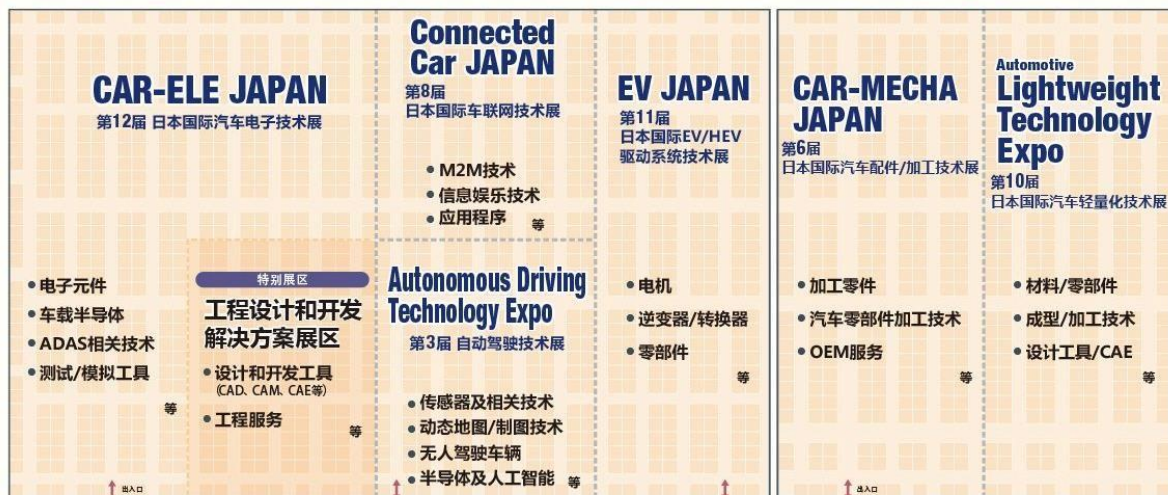 CAR-ELE JAPAN
第12届 日本国际汽车电子技术展
• 电子元件
• 车载半导体
• ADAS相关技术
• 测试/模拟工具
等
特别展区
工程设计和开发
解决方案展区
• 设计和开发工具
(CAD、CAM、CAE等)
• 工程服务
等
Connected
Car JAPAN
第8届
日本国际车联网技术展
• M2M技术
• 信息娱乐技术
• 应用程序
等
Autonomous Driving
Technology Expo
第3届 自动驾驶技术展
• 传感器及相关技术
• 动态地图/制图技术
• 无人驾驶车辆
• 半导体及人工智能 等
EV JAPAN
第11届
日本国际EV/HEV
驱动系统技术展
• 电机
• 逆变器/转换器
• 零部件
等
CAR-MECHA
JAPAN
第6届
日本国际汽车配件/加工技术展
• 加工零件
• 汽车零部件加工技术
• OEM服务
等
Automotive
Lightweight
Technology
Expo
第10届
日本国际汽车轻量化技术展
• 材料/零部件
• 成型/加工技术
• 设计工具/CAE
等
出入口
出入口